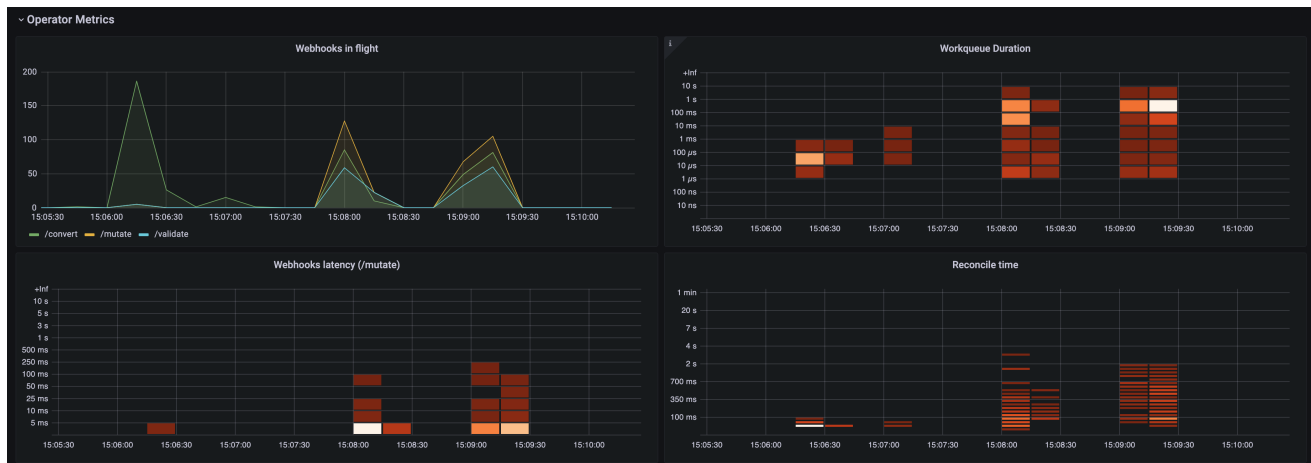 Operator Metrics
Webhooks in flight
200
150
100
50
0
15:05:30 15:06:00 15:06:30 15:07:00 15:07:30 15:08:00 15:08:30 15:09:00 15:09:30 15:10:00
/convert /mutate /validate
i
Workqueue Duration
+Inf
10 s
1 s
100 ms
10 ms
1 ms
100 µs
10 µs
1 µs
100 ns
10 ns
15:05:30 15:06:00 15:06:30 15:07:00 15:07:30 15:08:00 15:08:30 15:09:00 15:09:30 15:10:00
Webhooks latency (/mutate)
+Inf
10 s
5 s
3 s
1 s
500 ms
250 ms
100 ms
50 ms
25 ms
10 ms
5 ms
15:05:30 15:06:00 15:06:30 15:07:00 15:07:30 15:08:00 15:08:30 15:09:00 15:09:30 15:10:00
Reconcile time
1 min
20 s
7 s
4 s
2 s
700 ms
350 ms
100 ms
15:05:30 15:06:00 15:06:30 15:07:00 15:07:30 15:08:00 15:08:30 15:09:00 15:09:30 15:10:00